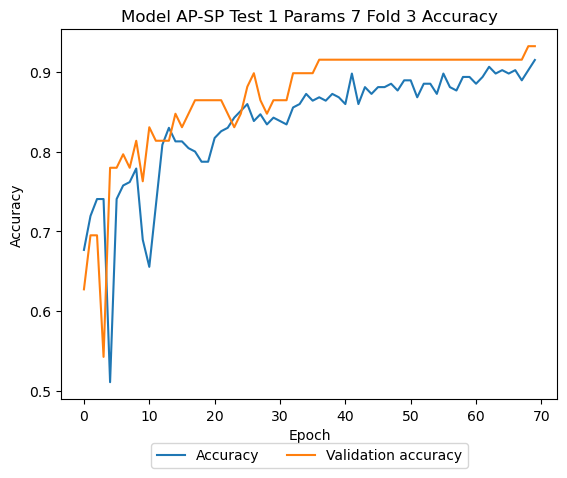 Model AP-SP Test 1 Params 7 Fold 3 Accuracy
Accuracy
0.9
0.8
0.7
0.6
0.5
0 10 20 30 40 50 60 70
Epoch
Accuracy Validation accuracy